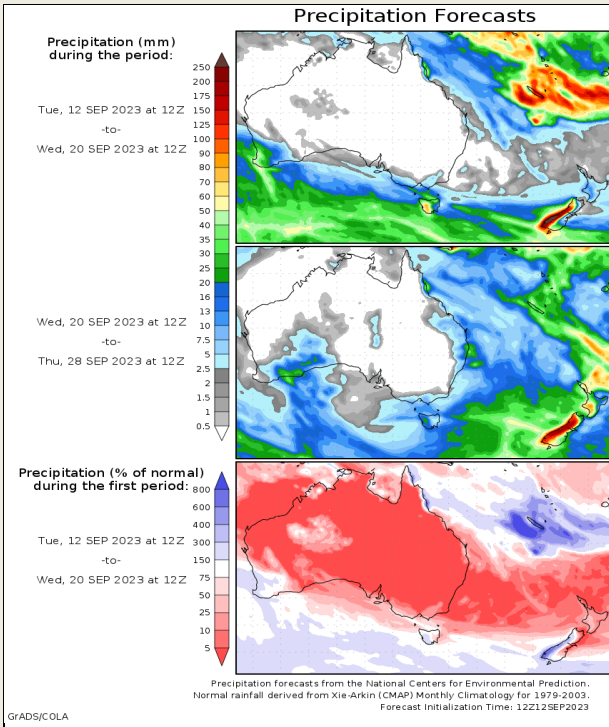 Precipitation Forecasts
Precipitation (mm)
during the period:
Tue, 12 SEP 2023 at 12Z
-to-
Wed, 20 SEP 2023 at 12Z
250
200
175
150
125
100
90
80
70
60
50
40
35
30
25
20
16
13
10
7.5
5
2.5
2
1.5
1
0.5
Wed, 20 SEP 2023 at 12Z
-to-
Thu, 28 SEP 2023 at 12Z
Precipitation (% of normal)
during the first period:
Tue, 12 SEP 2023 at 12Z
-to-
Wed, 20 SEP 2023 at 12Z
800
600
400
300
150
75
50
25
10
5
Precipitation forecasts from the National Centers for Environmental Prediction.
Normal rainfall derived from Xie-Arkin (CMAP) Monthly Climatology for 1979-2003.
Forecast Initialization Time: 12Z12SEP2023
GrADS/COLA